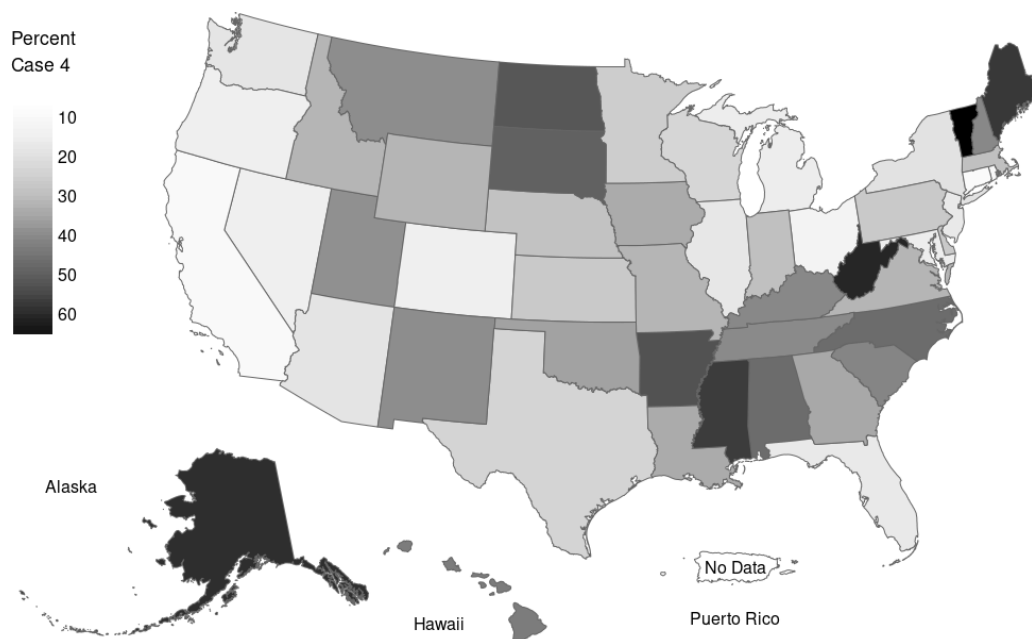 Percent
Case 4
10
20
30
40
50
60
Alaska
Hawaii
No Data
Puerto Rico